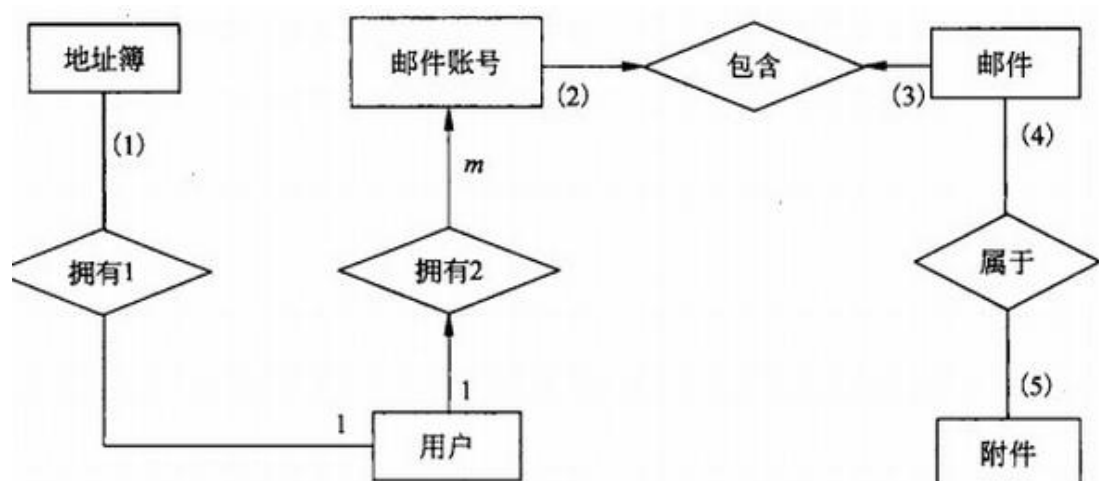 地址簿
邮件账号
(2)
包含
(3)
邮件
(1)
m
(4)
拥有1
拥有2
属于
1
1
(5)
用户
附件